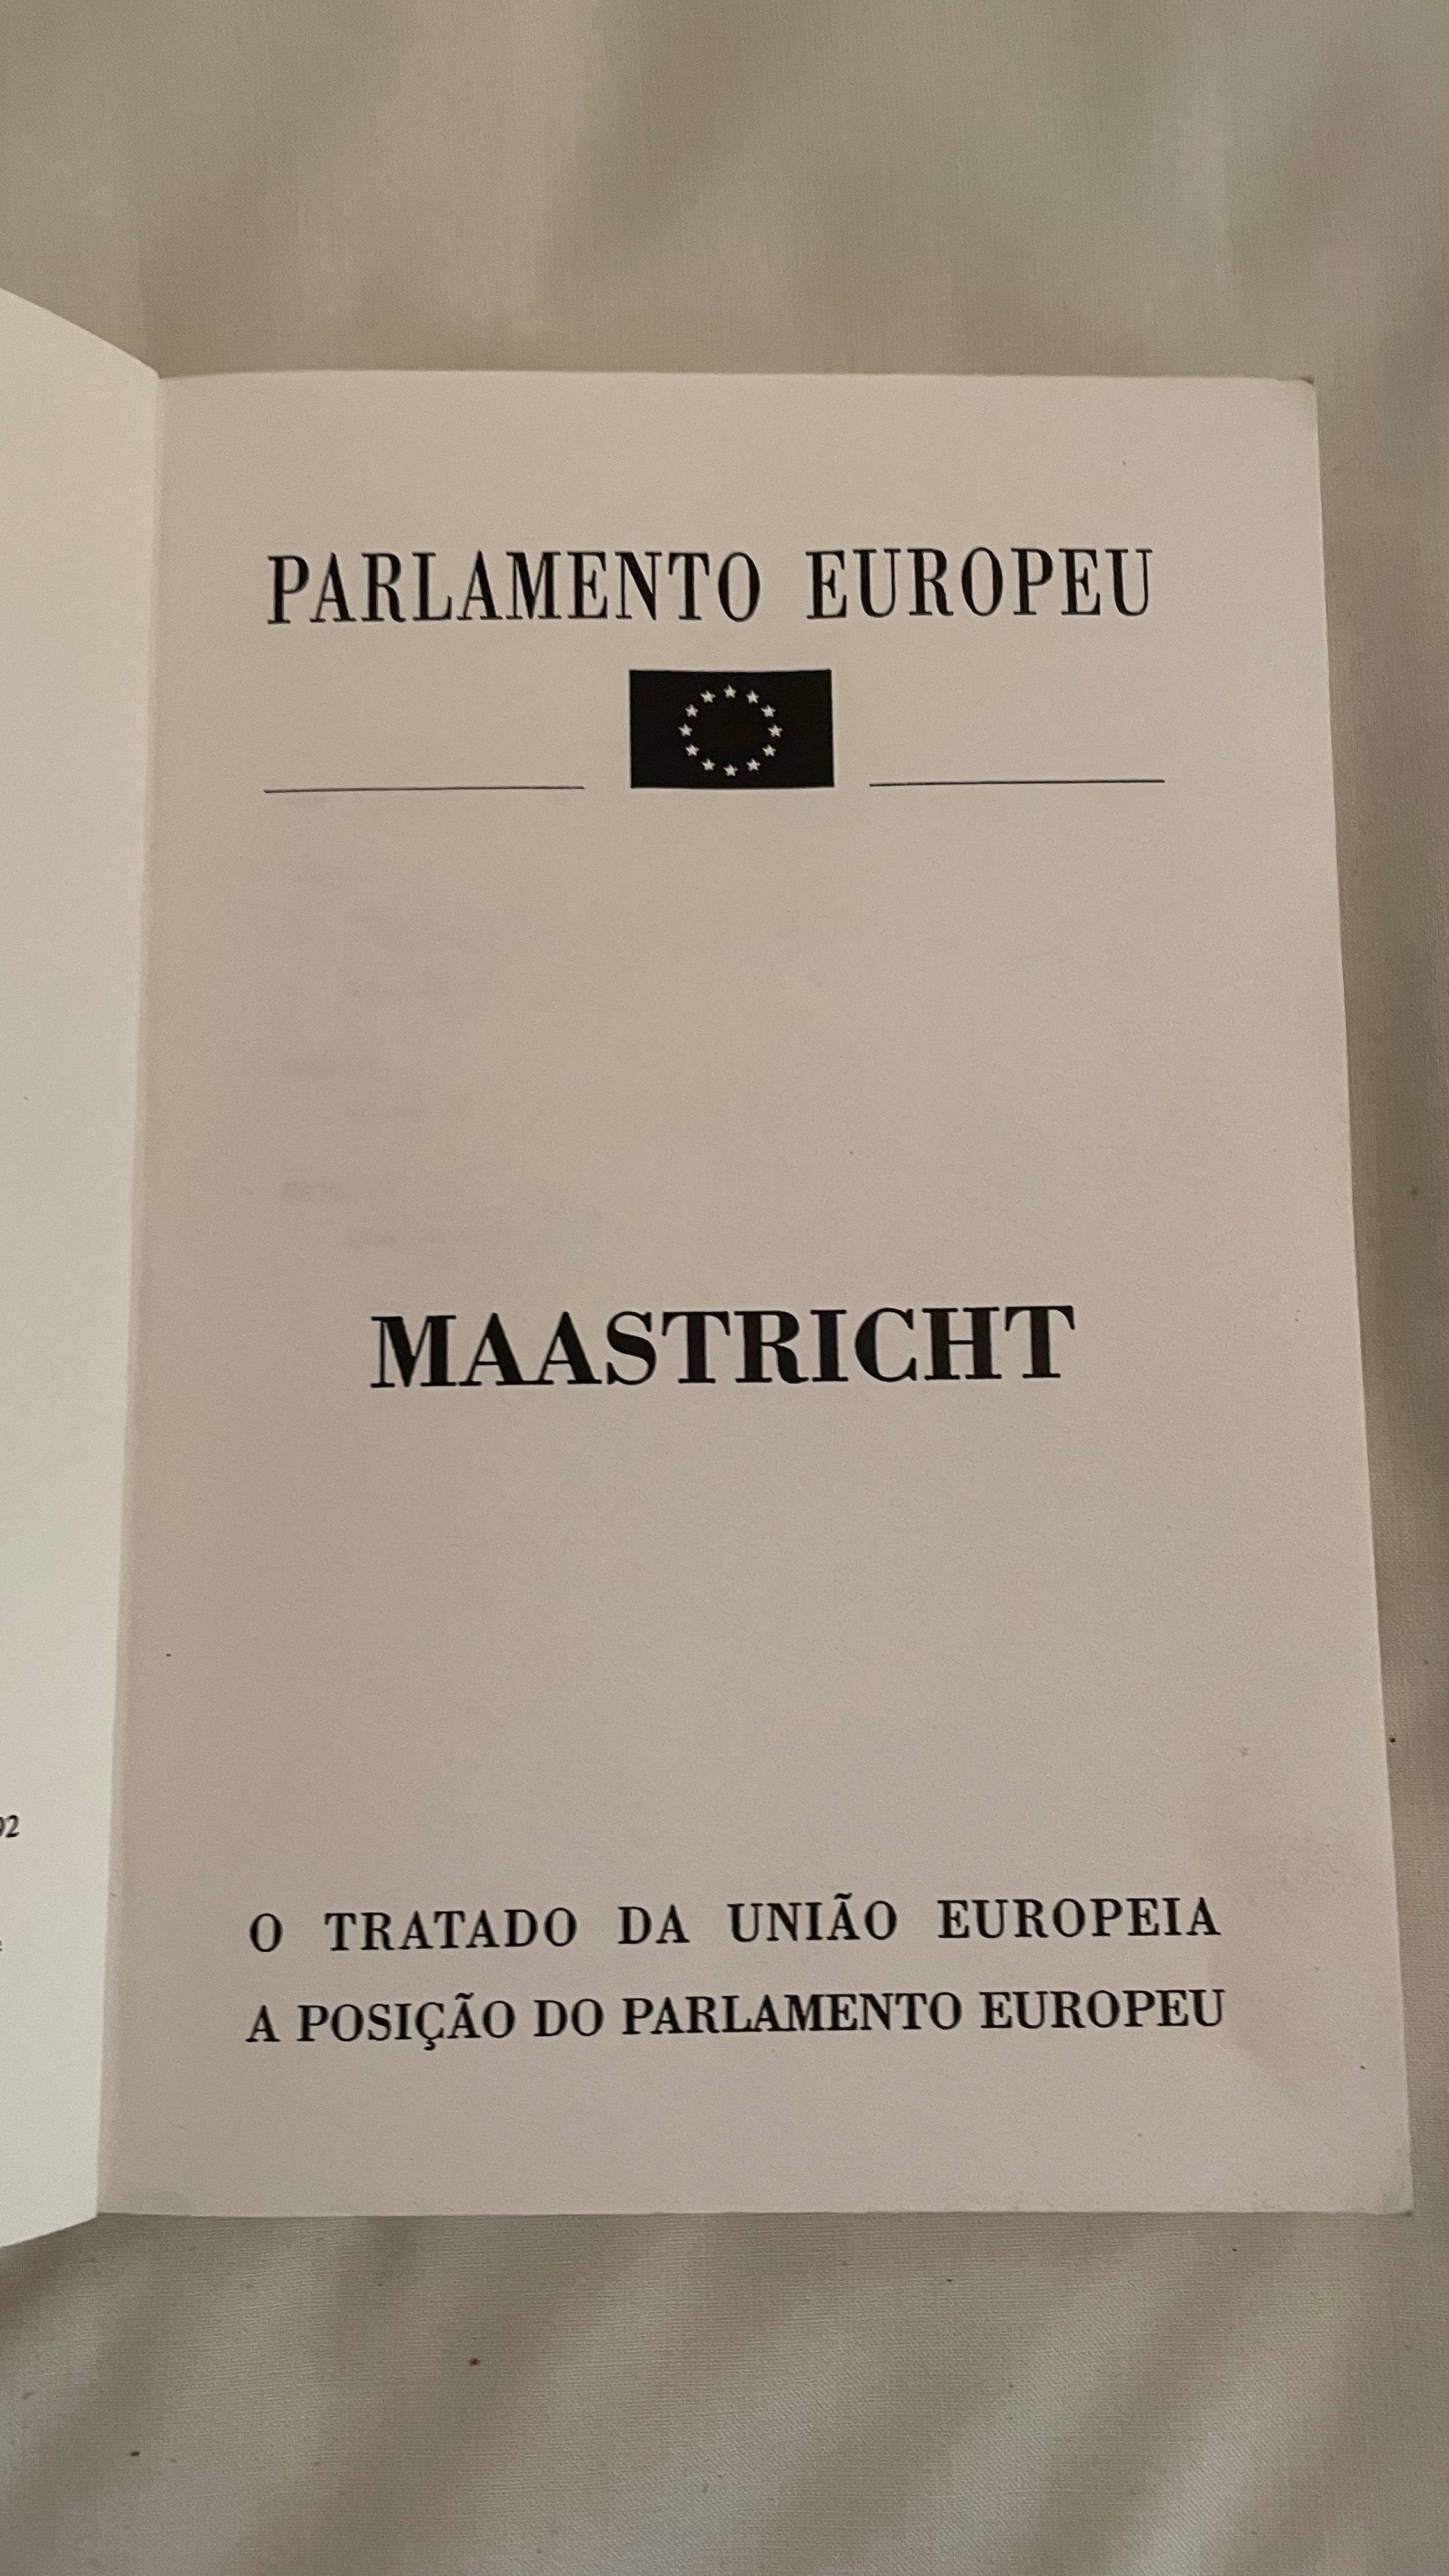 PARLAMENTO EUROPEU
MAASTRICHT
O TRATADO DA UNIÃO EUROPEIA
A POSIÇÃO DO PARLAMENTO EUROPEU